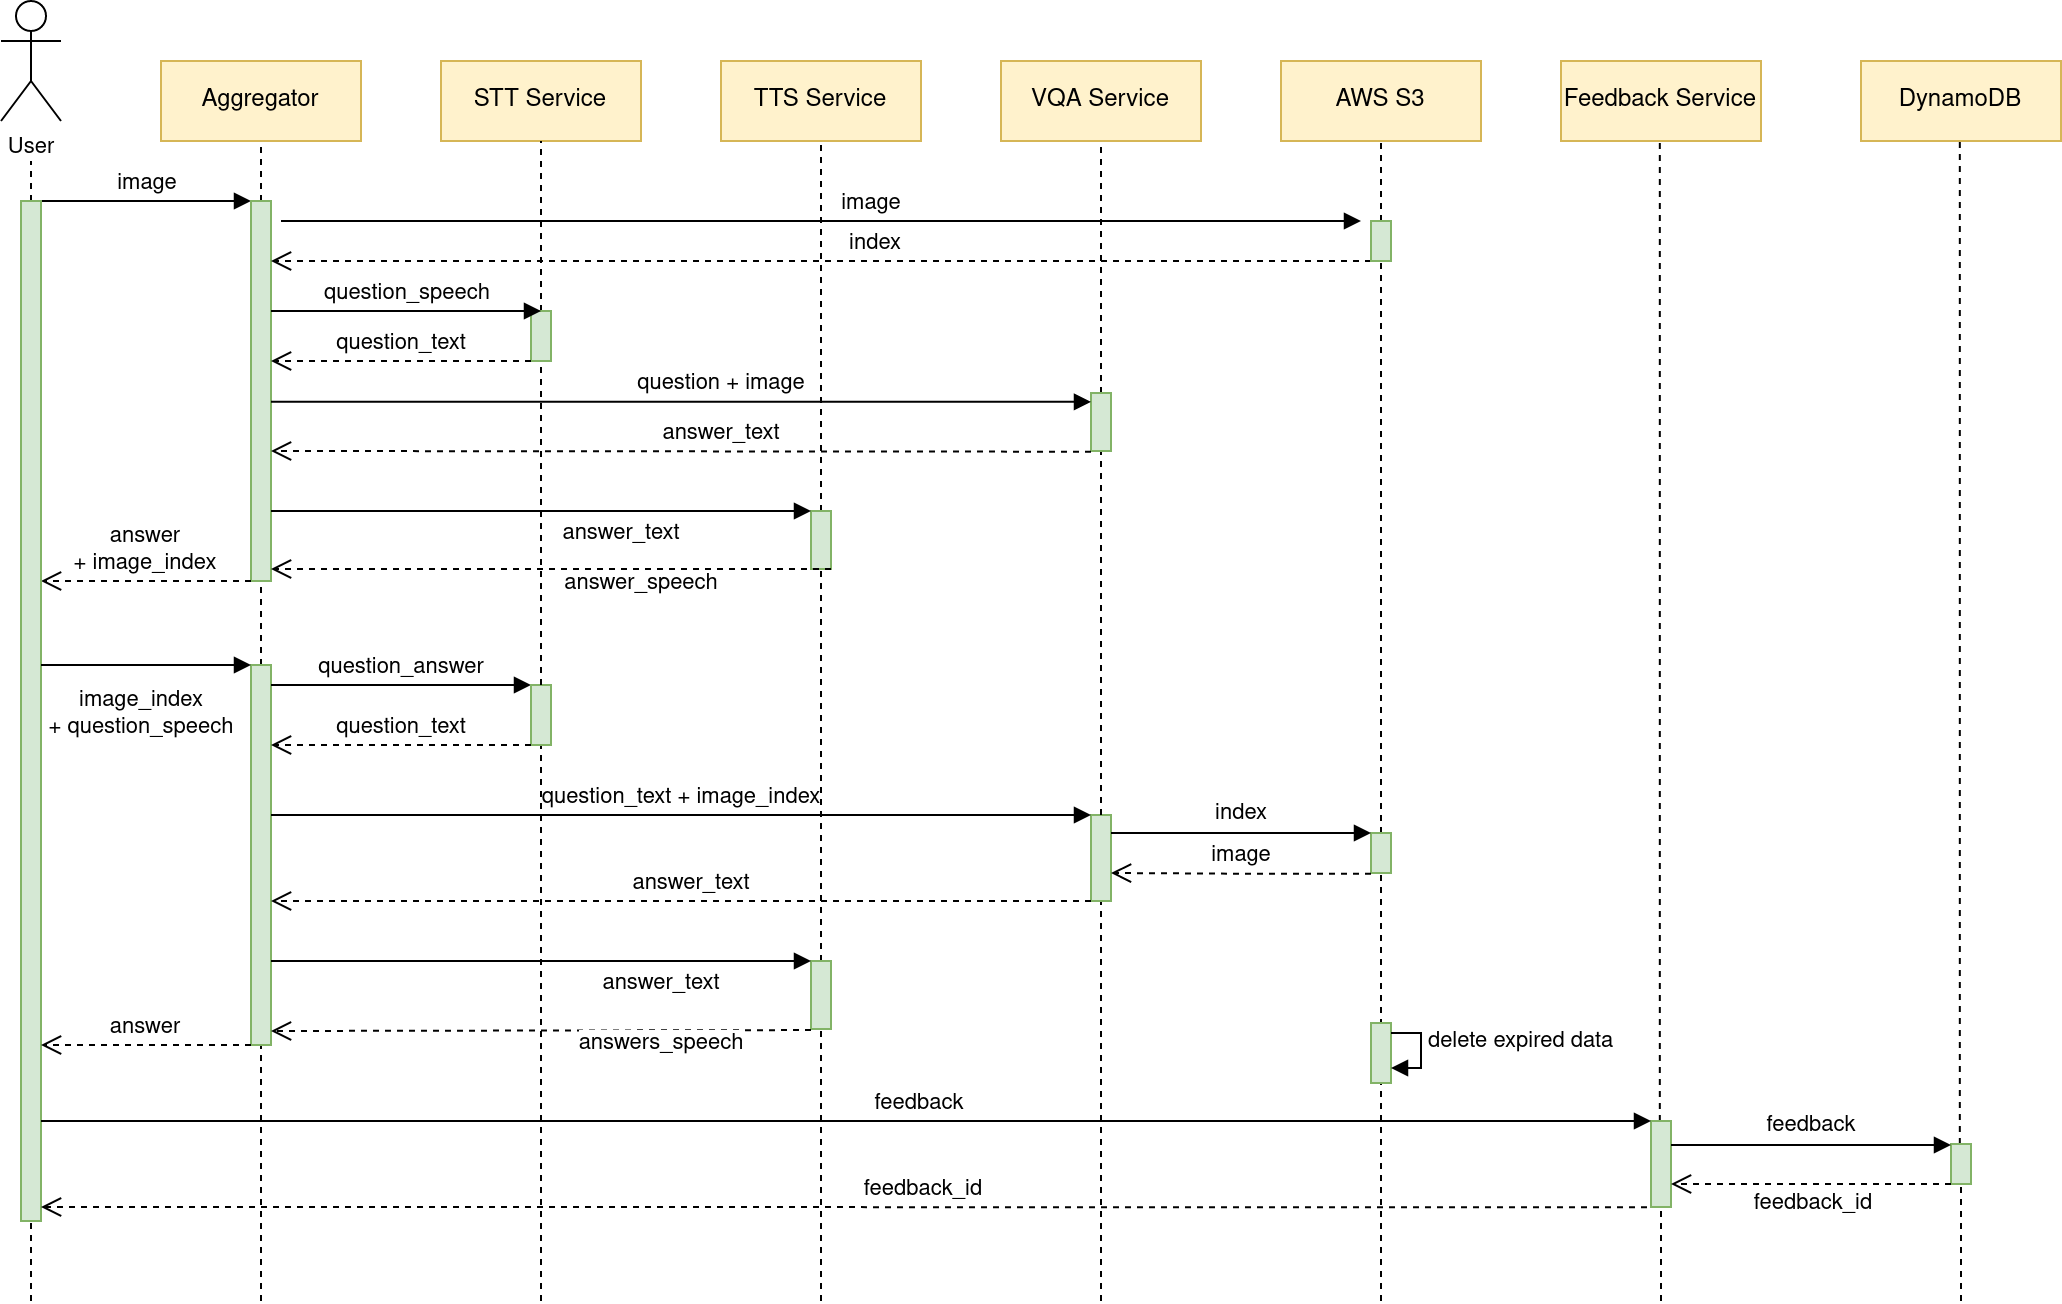 User
Aggregator
STT Service
TTS Service
VQA Service
AWS S3
Feedback Service
DynamoDB
image
image
index
question_speech
question_text
question + image
answer_text
answer_text
answer
+ image_index
answer_speech
question_answer
image_index
+ question_speech
question_text
question_text + image_index
index
image
answer_text
answer_text
answer
answers_speech
delete expired data
feedback
feedback
feedback_id
feedback_id